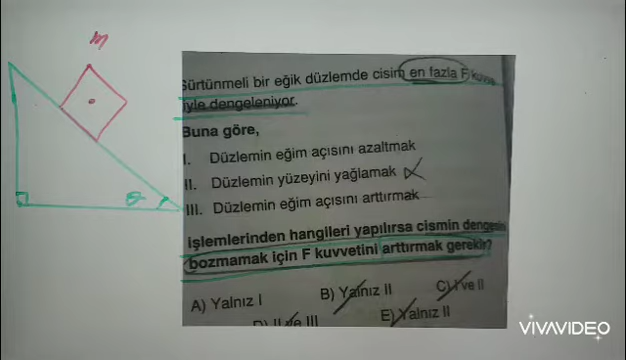 m
θ
Sürtünmeli bir eğik düzlemde cisim en fazla F kuvve
iyle dengeleniyor.
Buna göre,
I. Düzlemin eğim açısını azaltmak
II. Düzlemin yüzeyini yağlamak
III. Düzlemin eğim açısını arttırmak
işlemlerinden hangileri yapılırsa cismin dengesin
bozmamak için F kuvvetini arttırmak gerekir?
A) Yalnız I
B) Yalnız II
C) I ve II
D) II ve III
E) Yalnız II
VIVAVIDEO